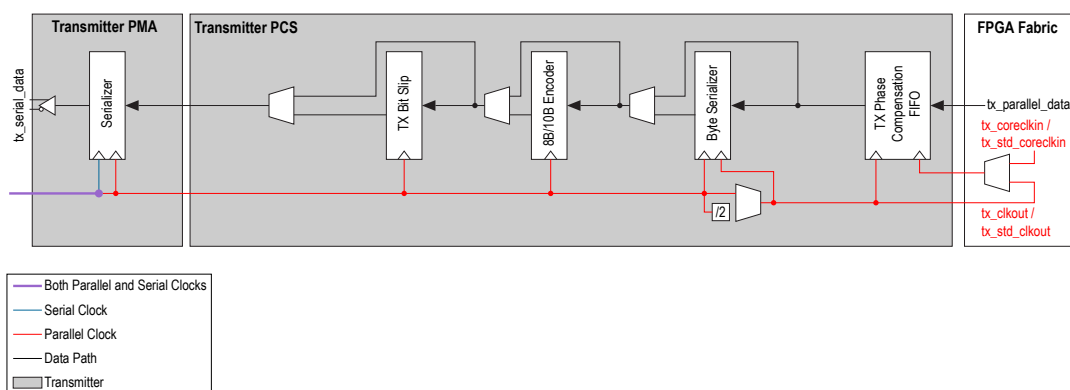 Transmitter PMA
Transmitter PCS
FPGA Fabric
tx_serial_data
Serializer
TX Bit Slip
8B/10B Encoder
Byte Serializer
TX Phase
Compensation
FIFO
tx_parallel_data
tx_coreclkin /
tx_std_coreclkin
/2
tx_clkout /
tx_std_clkout
Both Parallel and Serial Clocks
Serial Clock
Parallel Clock
Data Path
Transmitter